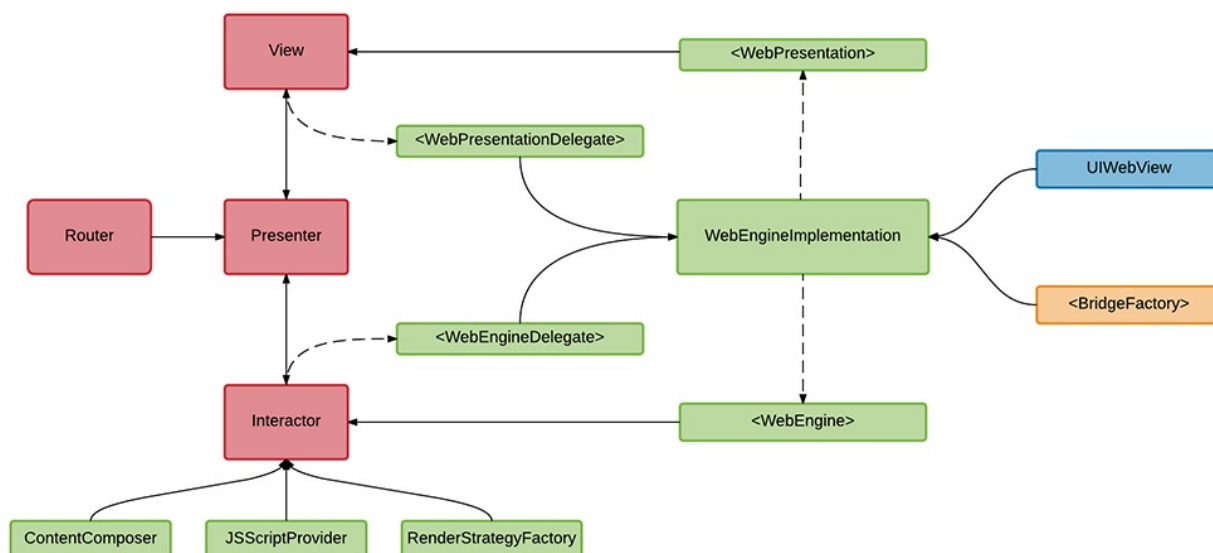 View
<WebPresentation>
<WebPresentationDelegate>
UIWebView
Router
Presenter
WebEngineImplementation
<BridgeFactory>
<WebEngineDelegate>
Interactor
<WebEngine>
ContentComposer
JSScriptProvider
RenderStrategyFactory